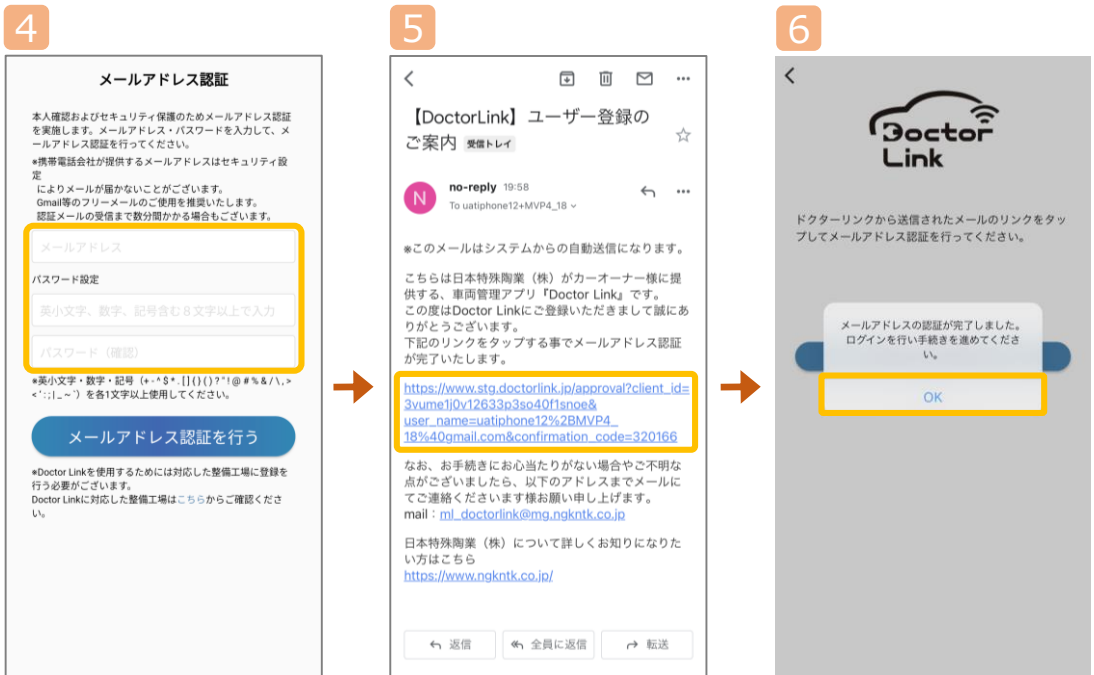 4
メールアドレス認証
本人確認およびセキュリティ保護のためメールアドレス認証
を実施します。メールアドレス・パスワードを入力して、メ
ールアドレス認証を行ってください。
*携帯電話会社が提供するメールアドレスはセキュリティ設
定
によりメールが届かないことがございます。
Gmail等のフリーメールのご使用を推奨いたします。
認証メールの受信まで数分間かかる場合もございます。
メールアドレス
パスワード設定
英小文字、数字、記号含む8文字以上で入力
パスワード（確認）
*英小文字・数字・記号（+-^$*.[]{}()?"!@#%&/\,>
<':;|_~`）を各1文字以上使用してください。
メールアドレス認証を行う
*Doctor Linkを使用するためには対応した整備工場に登録を
行う必要がございます。
Doctor Linkに対応した整備工場はこちらからご確認くださ
い。
5
【DoctorLink】ユーザー登録の
ご案内 受信トレイ
N
no-reply 19:58
To uatiphone12+MVP4_18
※このメールはシステムからの自動送信になります。
こちらは日本特殊陶業（株）がカーオーナー様に提
供する、車両管理アプリ『Doctor Link』です。
この度はDoctor Linkにご登録いただきまして誠にあ
りがとうございます。
下記のリンクをタップする事でメールアドレス認証
が完了いたします。
https://www.stg.doctorlink.jp/approval?client_id=
3vume1j0v12633p3so40f1snoe&
user_name=uatiphone12%2BMVP4_
18%40gmail.com&confirmation_code=320166
なお、お手続きにお心当たりがない場合やご不明な
点がございましたら、以下のアドレスまでメールに
てご連絡くださいます様お願い申し上げます。
mail：ml_doctorlink@mg.ngkntk.co.jp
日本特殊陶業（株）について詳しくお知りになりた
い方はこちら
https://www.ngkntk.co.jp/
返信
全員に返信
転送
6
Doctor
Link
ドクターリンクから送信されたメールのリンクをタッ
プしてメールアドレス認証を行ってください。
メールアドレスの認証が完了しました。
ログインを行い手続きを進めてくださ
い。
OK